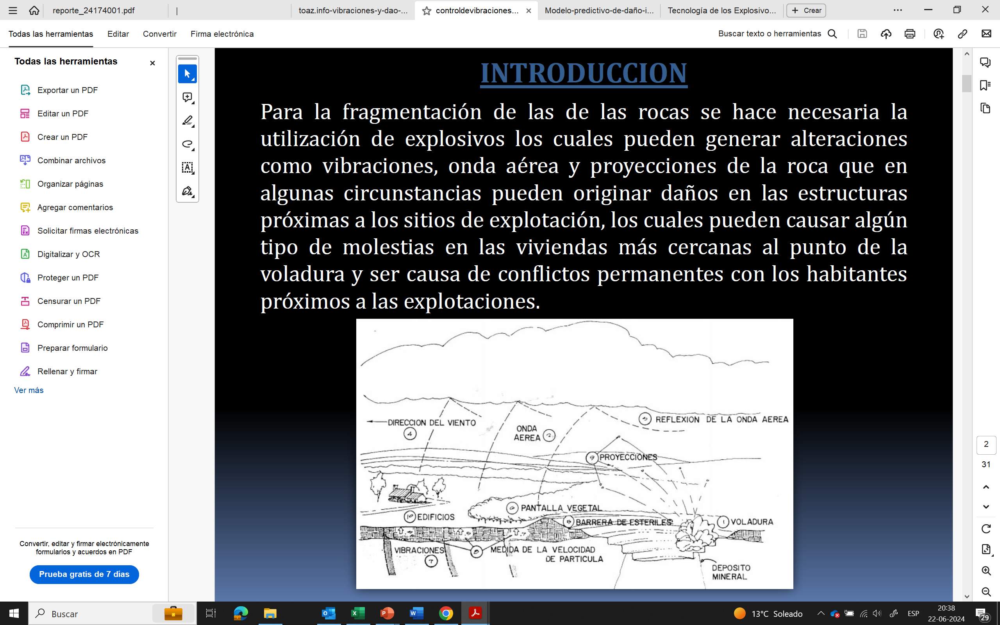 reporte_24174001.pdf
toaz.info-vibraciones-y-dao-...
controldevibraciones...
Modelo-predictivo-de-daño-i...
Tecnología de los Explosivo...
Crear
Todas las herramientas
Editar
Convertir
Firma electrónica
Buscar texto o herramientas
Todas las herramientas
Exportar un PDF
Editar un PDF
Crear un PDF
Combinar archivos
Organizar páginas
Agregar comentarios
Solicitar firmas electrónicas
Digitalizar y OCR
Proteger un PDF
Censurar un PDF
Comprimir un PDF
Preparar formulario
Rellenar y firmar
Ver más
Convertir, editar y firmar electrónicamente
formularios y acuerdos en PDF
Prueba gratis de 7 días
INTRODUCCION
Para la fragmentación de las de las rocas se hace necesaria la
utilización de explosivos los cuales pueden generar alteraciones
como vibraciones, onda aérea y proyecciones de la roca que en
algunas circunstancias pueden originar daños en las estructuras
próximas a los sitios de explotación, los cuales pueden causar algún
tipo de molestias en las viviendas más cercanas al punto de la
voladura y ser causa de conflictos permanentes con los habitantes
próximos a las explotaciones.
DIRECCION DEL VIENTO
4
ONDA
AEREA 2
REFLEXION DE LA ONDA AEREA
9 PROYECCIONES
6 PANTALLA VEGETAL
10 EDIFICIOS
5 BARRERA DE ESTERILES
1 VOLADURA
VIBRACIONES
7
8 MEDIDA DE LA VELOCIDAD
DE PARTICULA
DEPOSITO
MINERAL
2
31
Buscar
13°C Soleado
ESP
20:38
22-06-2024
29